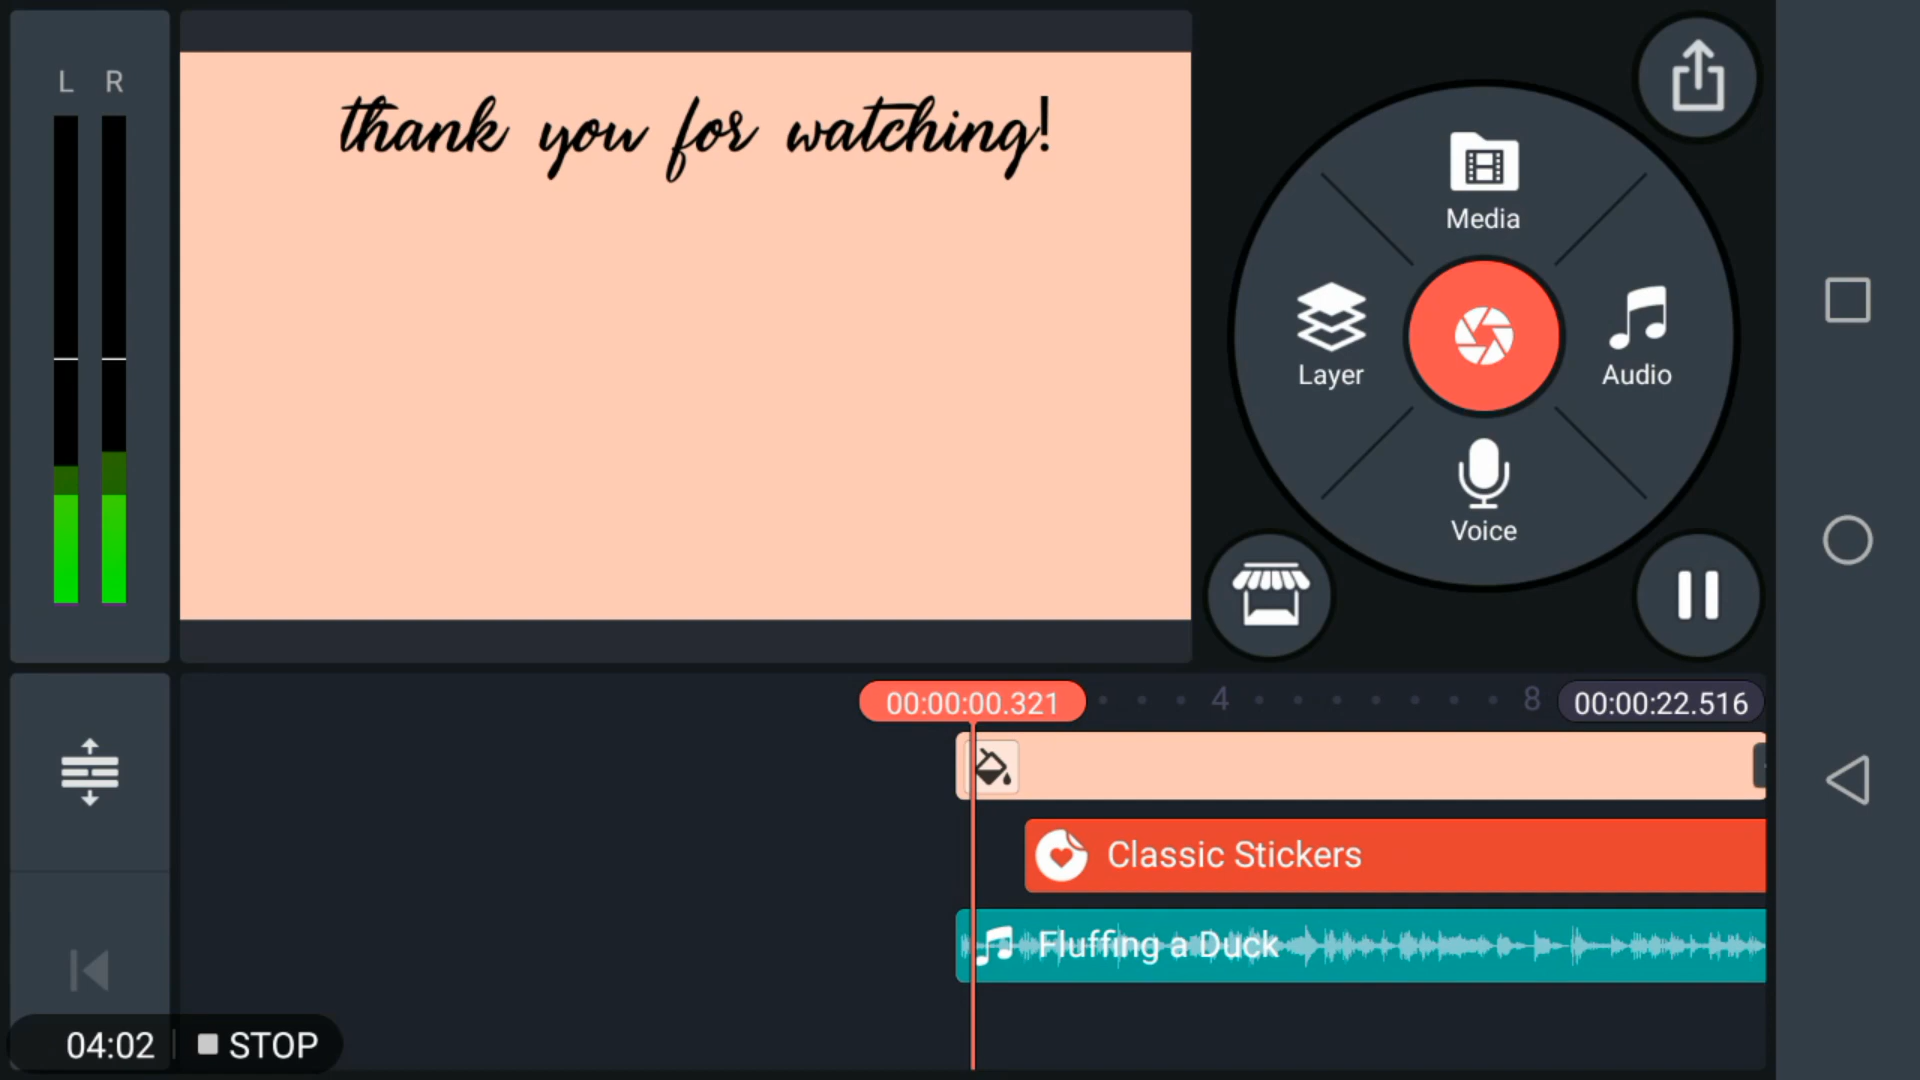 L R
thank you for watching!
Media
Layer
Audio
Voice
00:00:00.321
4
8
00:00:22.516
Classic Stickers
Fluffing a Duck
04:02
STOP